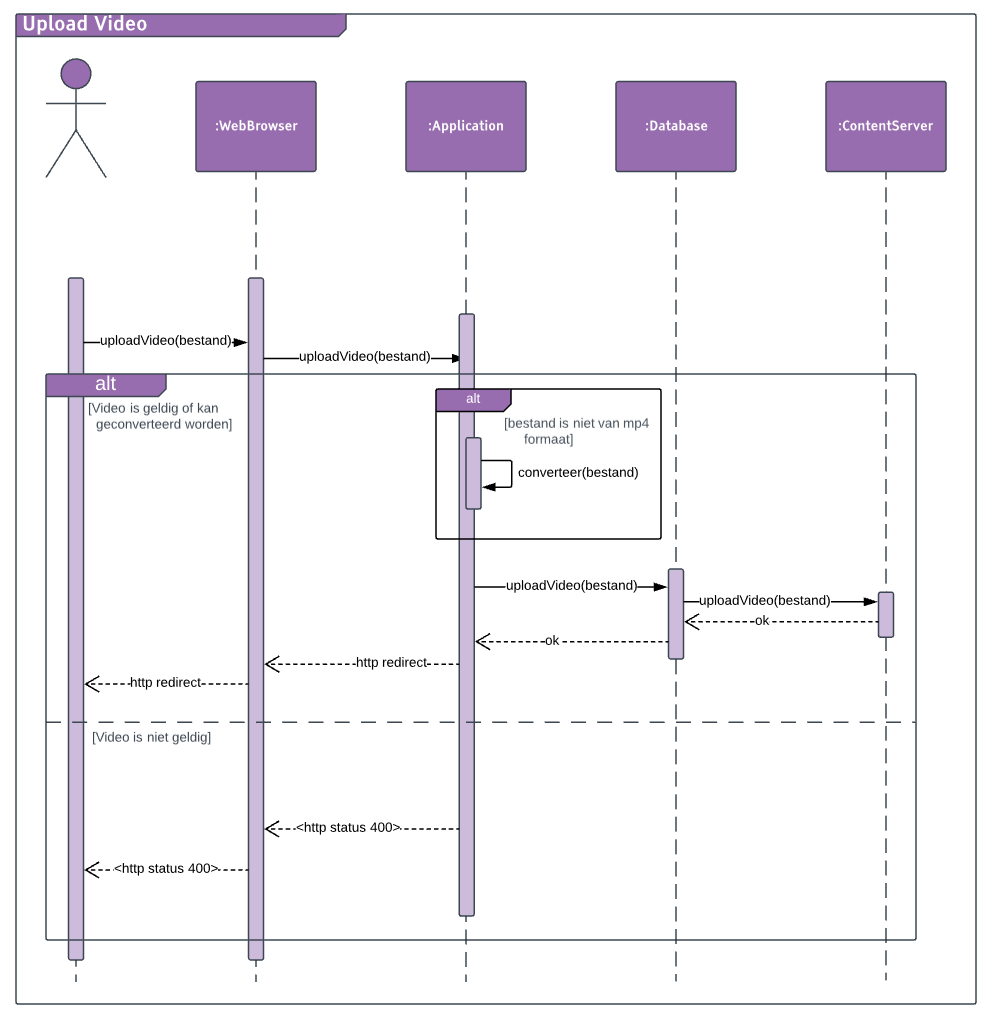 Upload Video
:WebBrowser
:Application
:Database
:ContentServer
uploadVideo(bestand)
uploadVideo(bestand)
alt
[Video is geldig of kan
geconverteerd worden]
alt
[bestand is niet van mp4
formaat]
converteer(bestand)
uploadVideo(bestand)
uploadVideo(bestand)
ok
ok
http redirect
http redirect
[Video is niet geldig]
<http status 400>
<http status 400>